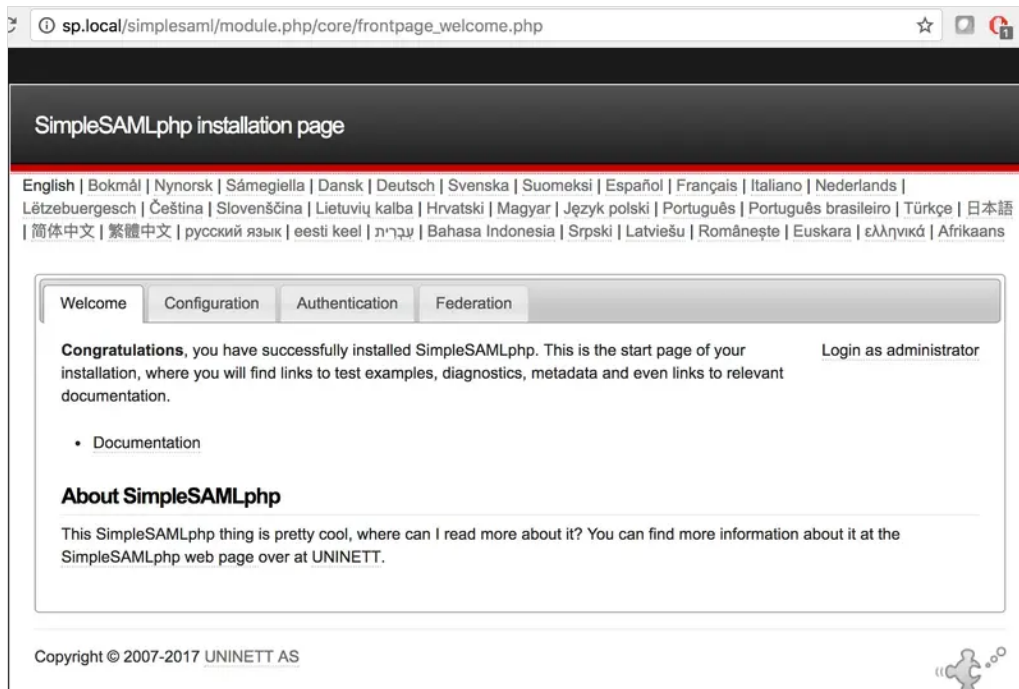 sp.local/simplesaml/module.php/core/frontpage_welcome.php
1
SimpleSAMLphp installation page
English | Bokmål | Nynorsk | Sámegiella | Dansk | Deutsch | Svenska | Suomeksi | Español | Français | Italiano | Nederlands |
Lëtzebuergesch | Čeština | Slovenščina | Lietuvių kalba | Hrvatski | Magyar | Język polski | Português | Português brasileiro | Türkçe | 日本語
| 简体中文 | 繁體中文 | русский язык | eesti keel | עִבְרִית | Bahasa Indonesia | Srpski | Latviešu | Românește | Euskara | ελληνικά | Afrikaans
Welcome Configuration Authentication Federation
Congratulations, you have successfully installed SimpleSAMLphp. This is the start page of your Login as administrator
installation, where you will find links to test examples, diagnostics, metadata and even links to relevant
documentation.
• Documentation
About SimpleSAMLphp
This SimpleSAMLphp thing is pretty cool, where can I read more about it? You can find more information about it at the
SimpleSAMLphp web page over at UNINETT.
Copyright © 2007-2017 UNINETT AS